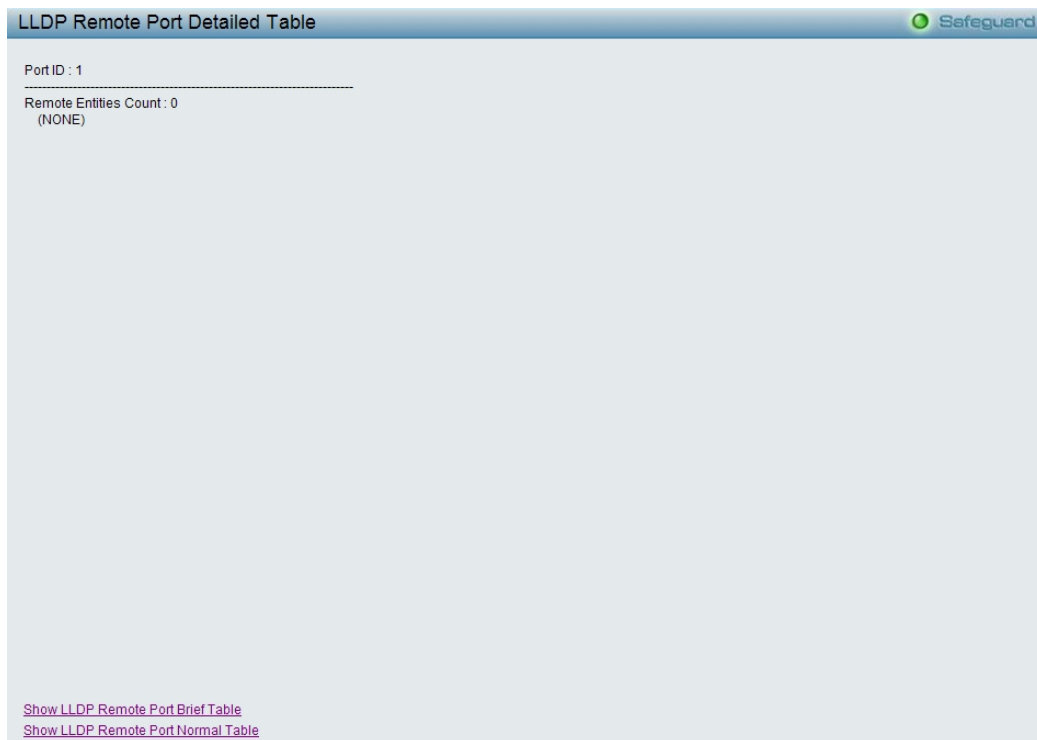 LLDP Remote Port Detailed Table
Safeguard
Port ID : 1
--------------------------------------------------------------------------
Remote Entities Count : 0
(NONE)
Show LLDP Remote Port Brief Table
Show LLDP Remote Port Normal Table